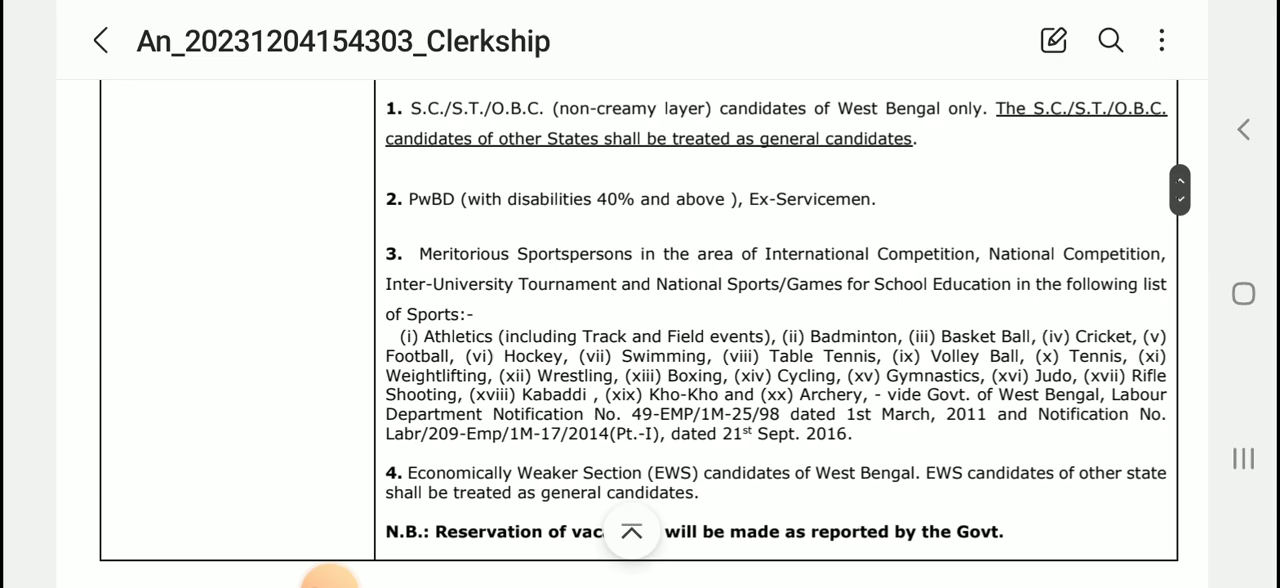 An_20231204154303_Clerkship
1. S.C./S.T./O.B.C. (non-creamy layer) candidates of West Bengal only. The S.C./S.T./O.B.C.
candidates of other States shall be treated as general candidates.
2. PwBD (with disabilities 40% and above ), Ex-Servicemen.
3. Meritorious Sportspersons in the area of International Competition, National Competition,
Inter-University Tournament and National Sports/Games for School Education in the following list
of Sports:-
(i) Athletics (including Track and Field events), (ii) Badminton, (iii) Basket Ball, (iv) Cricket, (v)
Football, (vi) Hockey, (vii) Swimming, (viii) Table Tennis, (ix) Volley Ball, (x) Tennis, (xi)
Weightlifting, (xii) Wrestling, (xiii) Boxing, (xiv) Cycling, (xv) Gymnastics, (xvi) Judo, (xvii) Rifle
Shooting, (xviii) Kabaddi , (xix) Kho-Kho and (xx) Archery, - vide Govt. of West Bengal, Labour
Department Notification No. 49-EMP/1M-25/98 dated 1st March, 2011 and Notification No.
Labr/209-Emp/1M-17/2014(Pt.-I), dated 21st Sept. 2016.
4. Economically Weaker Section (EWS) candidates of West Bengal. EWS candidates of other state
shall be treated as general candidates.
N.B.: Reservation of will be made as reported by the Govt.